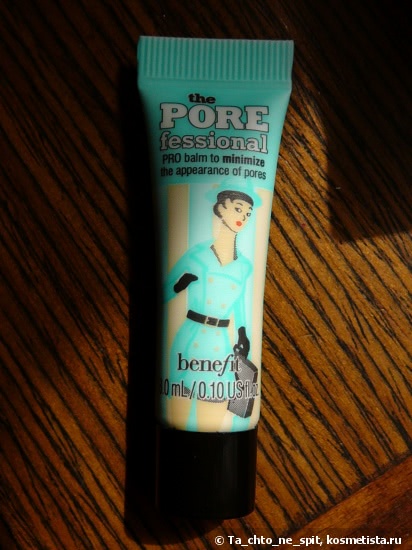 the
PORE
fessional
PRO balm to minimize
the appearance of pores
benefit
.0 mL/0.10 US fl.oz
© Ta_chto_ne_spit, kosmetista.ru